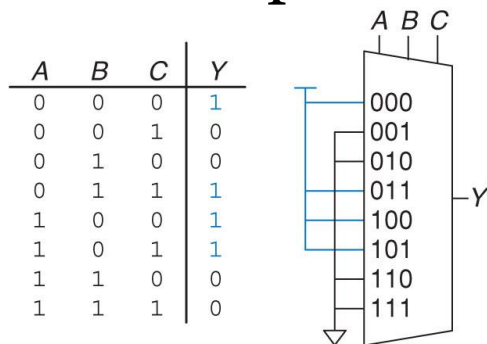 A B C Y
0 0 0 1
0 0 1 0
0 1 0 0
0 1 1 1
1 0 0 1
1 0 1 1
1 1 0 0
1 1 1 0
A B C
000
001
010
011
100
101
110
111
Y